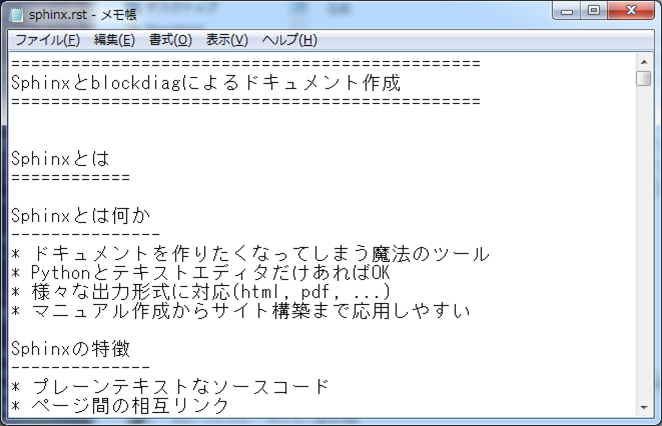 sphinx.rst - メモ帳
ファイル(F) 編集(E) 書式(O) 表示(V) ヘルプ(H)
===============================================
Sphinxとblockdiagによるドキュメント作成
===============================================
Sphinxとは
============
Sphinxとは何か
---------------
* ドキュメントを作りたくなってしまう魔法のツール
* PythonとテキストエディタだけあればOK
* 様々な出力形式に対応(html, pdf, ...)
* マニュアル作成からサイト構築まで応用しやすい
Sphinxの特徴
--------------
* プレーンテキストなソースコード
* ページ間の相互リンク